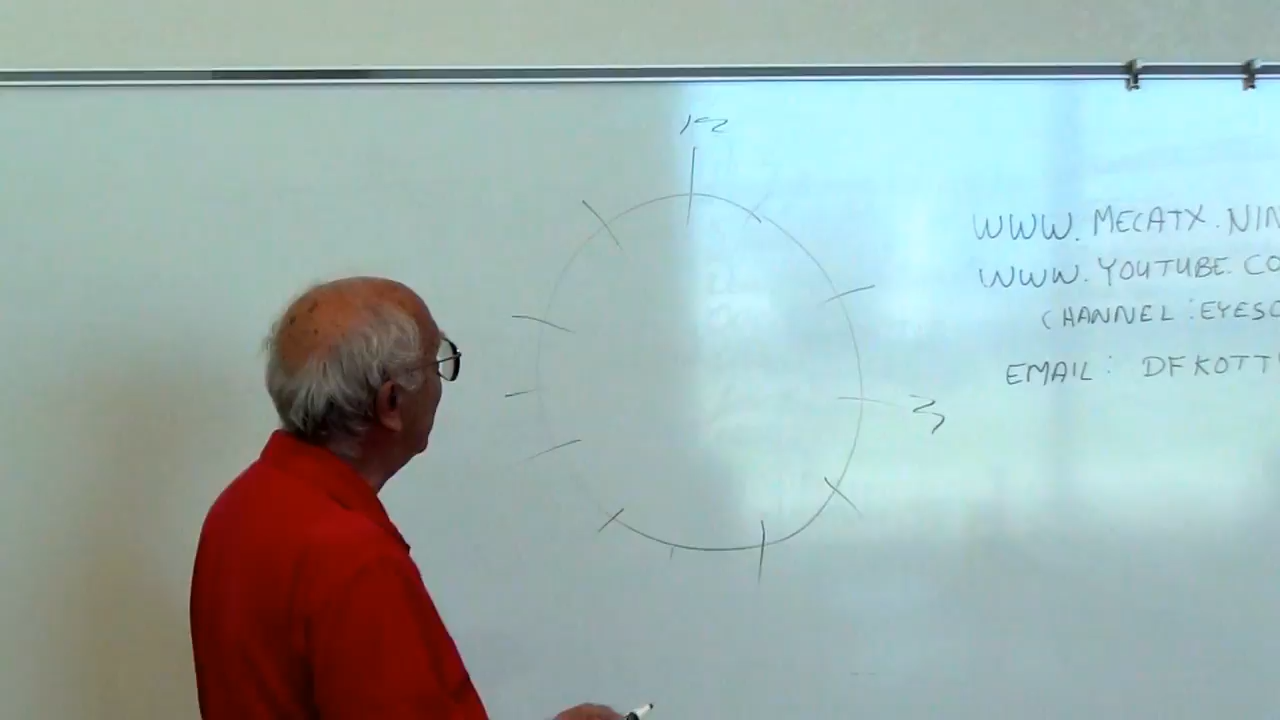 12
WWW. MECATX. NIN
WWW. YOUTUBE. CO
CHANNEL : EYESC
EMAIL : DFKOTT
3